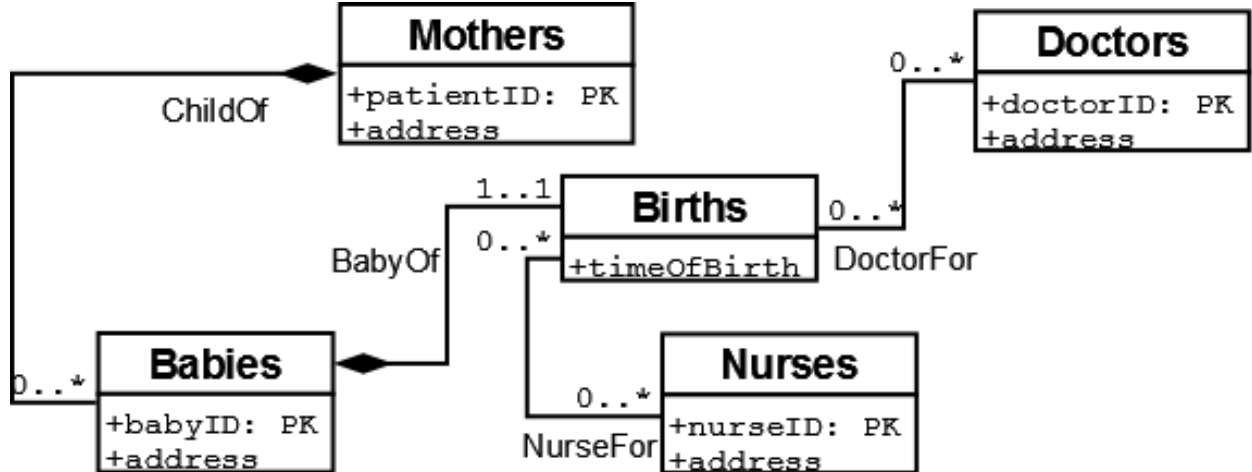 Mothers
+patientID: PK
+address
ChildOf
Doctors
0..*
+doctorID: PK
+address
1..1
Births
0..*
+timeOfBirth
0..*
DoctorFor
BabyOf
Babies
0..*
+babyID: PK
+address
Nurses
0..*
+nurseID: PK
+address
NurseFor